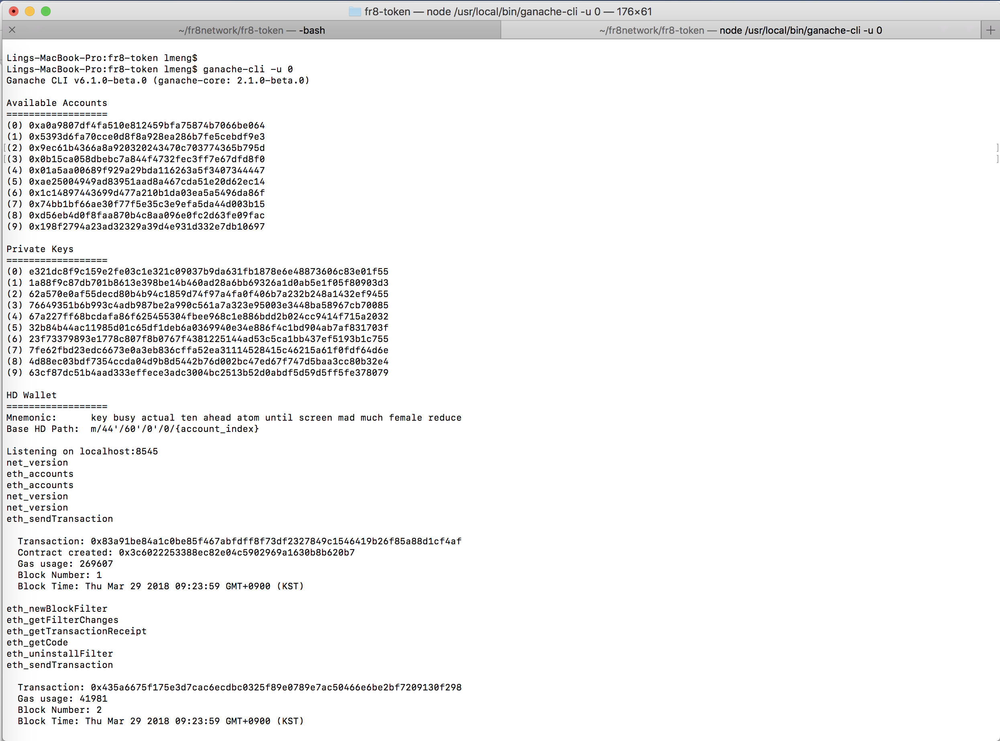 fr8-token — node /usr/local/bin/ganache-cli -u 0 — 176×61
~/fr8network/fr8-token — -bash
~/fr8network/fr8-token — node /usr/local/bin/ganache-cli -u 0
Lings-MacBook-Pro:fr8-token lmeng$
Lings-MacBook-Pro:fr8-token lmeng$ ganache-cli -u 0
Ganache CLI v6.1.0-beta.0 (ganache-core: 2.1.0-beta.0)
Available Accounts
==================
(0) 0xa0a9807df4fa510e812459bfa75874b7066be064
(1) 0x5393d6fa70cce0d8f8a928ea286b7fe5cebdf9e3
[(2) 0x9ec61b4366a8a920320243470c703774365b795d ]
[(3) 0x0b15ca058dbebc7a844f4732fec3ff7e67dfd8f0 ]
(4) 0x01a5aa00689f929a29bda116263a5f3407344447
(5) 0xae25004949ad83951aad8a467cda51e20d62ec14
(6) 0x1c14897443699d477a210b1da03ea5a5496da86f
(7) 0x74bb1bf66ae30f77f5e35c3e9efa5da44d003b15
(8) 0xd56eb4d0f8faa870b4c8aa096e0fc2d63fe09fac
(9) 0x198f2794a23ad32329a39d4e931d332e7db10697
Private Keys
==================
(0) e321dc8f9c159e2fe03c1e321c09037b9da631fb1878e6e48873606c83e01f55
(1) 1a88f9c87db701b8613e398be14b460ad28a6bb69326a1d0ab5e1f05f80903d3
(2) 62a570e0af55decd80b4b94c1859d74f97a4fa0f406b7a232b248a1432ef9455
(3) 76649351b6b993c4adb987be2a990c561a7a323e95003e3448ba58967cb70085
(4) 67a227ff68bcdafa86f625455304fbee968c1e886bdd2b024cc9414f715a2032
(5) 32b84b44ac11985d01c65df1deb6a0369940e34e886f4c1bd904ab7af831703f
(6) 23f73379893e1778c807f8b0767f4381225144ad53c5ca1bb437ef5193b1c755
(7) 7fe62fbd23edc6673e0a3eb836cffa52ea31114528415c46215a61f0fdf64d6e
(8) 4d88ec03bdf7354ccda04d9b8d5442b76d002bc47ed67f747d5baa3cc80b32e4
(9) 63cf87dc51b4aad333effece3adc3004bc2513b52d0abdf5d59d5ff5fe378079
HD Wallet
==================
Mnemonic:      key busy actual ten ahead atom until screen mad much female reduce
Base HD Path:  m/44'/60'/0'/0/{account_index}
Listening on localhost:8545
net_version
eth_accounts
eth_accounts
net_version
net_version
eth_sendTransaction
Transaction: 0x83a91be84a1c0be85f467abfdff8f73df2327849c1546419b26f85a88d1cf4af
Contract created: 0x3c6022253388ec82e04c5902969a1630b8b620b7
Gas usage: 269607
Block Number: 1
Block Time: Thu Mar 29 2018 09:23:59 GMT+0900 (KST)
eth_newBlockFilter
eth_getFilterChanges
eth_getTransactionReceipt
eth_getCode
eth_uninstallFilter
eth_sendTransaction
Transaction: 0x435a6675f175e3d7cac6ecdbc0325f89e0789e7ac50466e6be2bf7209130f298
Gas usage: 41981
Block Number: 2
Block Time: Thu Mar 29 2018 09:23:59 GMT+0900 (KST)